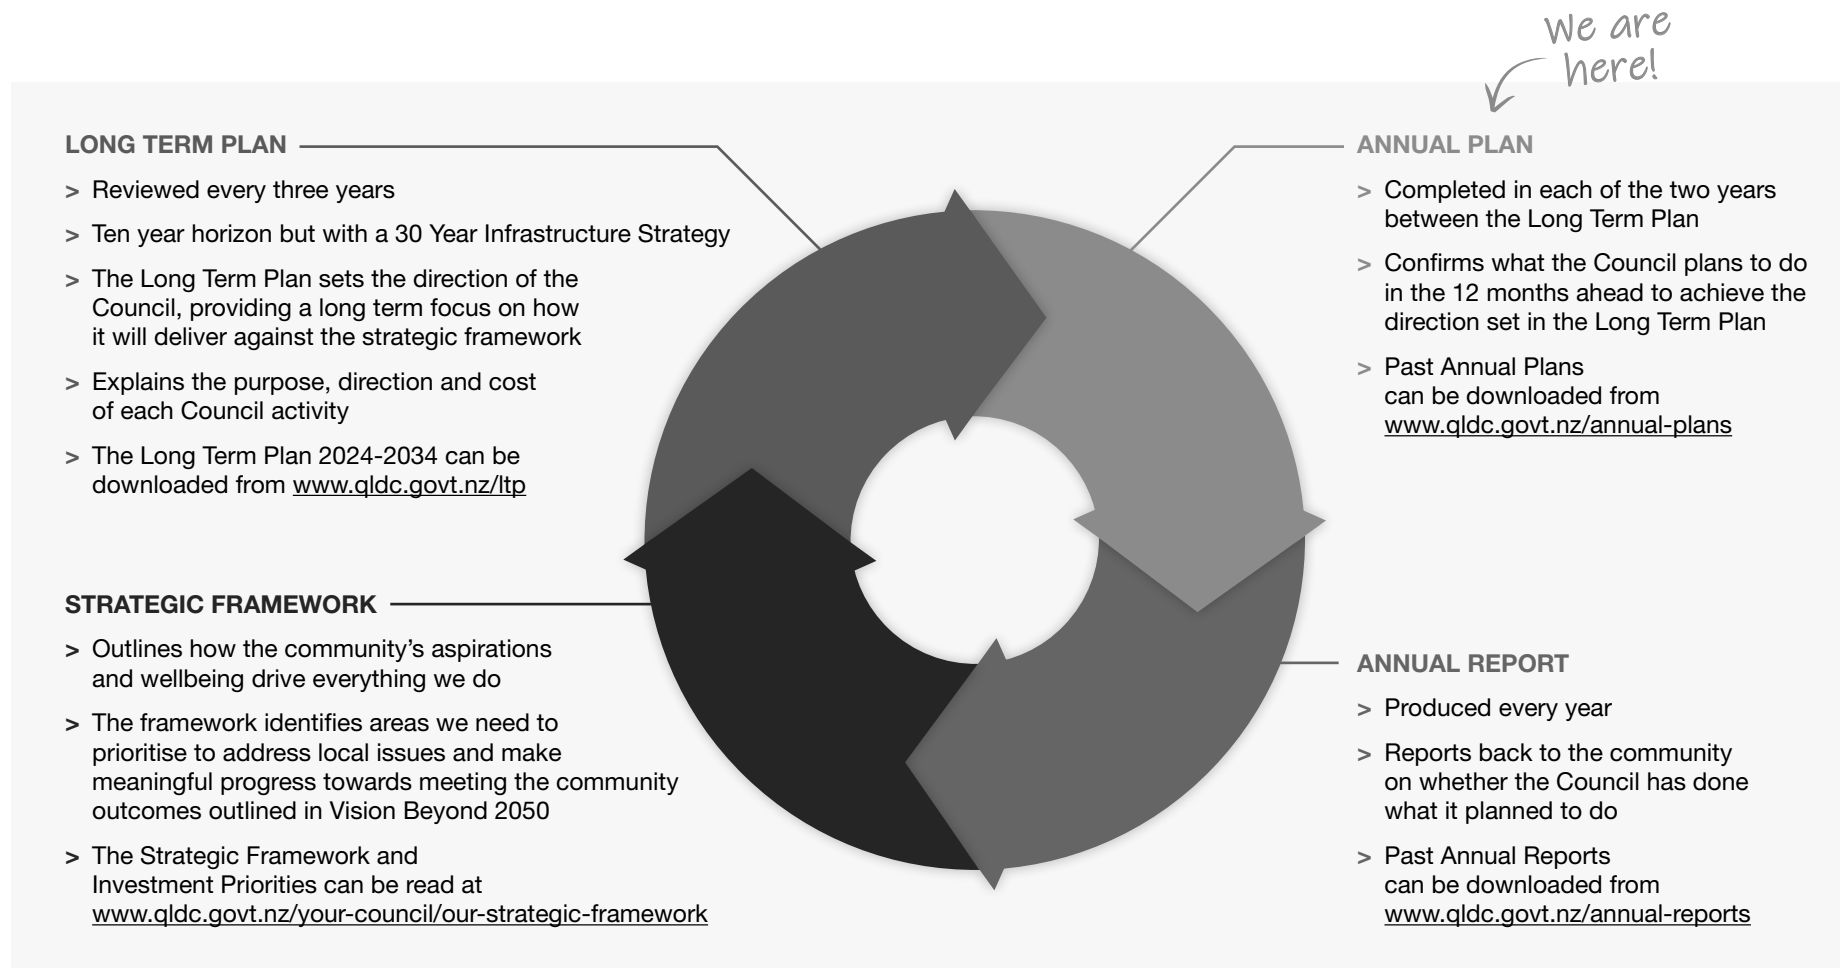 We are
here!
LONG TERM PLAN
> Reviewed every three years
> Ten year horizon but with a 30 Year Infrastructure Strategy
> The Long Term Plan sets the direction of the
Council, providing a long term focus on how
it will deliver against the strategic framework
> Explains the purpose, direction and cost
of each Council activity
> The Long Term Plan 2024-2034 can be
downloaded from www.qldc.govt.nz/ltp
ANNUAL PLAN
> Completed in each of the two years
between the Long Term Plan
> Confirms what the Council plans to do
in the 12 months ahead to achieve the
direction set in the Long Term Plan
> Past Annual Plans
can be downloaded from
www.qldc.govt.nz/annual-plans
STRATEGIC FRAMEWORK
> Outlines how the community’s aspirations
and wellbeing drive everything we do
> The framework identifies areas we need to
prioritise to address local issues and make
meaningful progress towards meeting the community
outcomes outlined in Vision Beyond 2050
> The Strategic Framework and
Investment Priorities can be read at
www.qldc.govt.nz/your-council/our-strategic-framework
ANNUAL REPORT
> Produced every year
> Reports back to the community
on whether the Council has done
what it planned to do
> Past Annual Reports
can be downloaded from
www.qldc.govt.nz/annual-reports